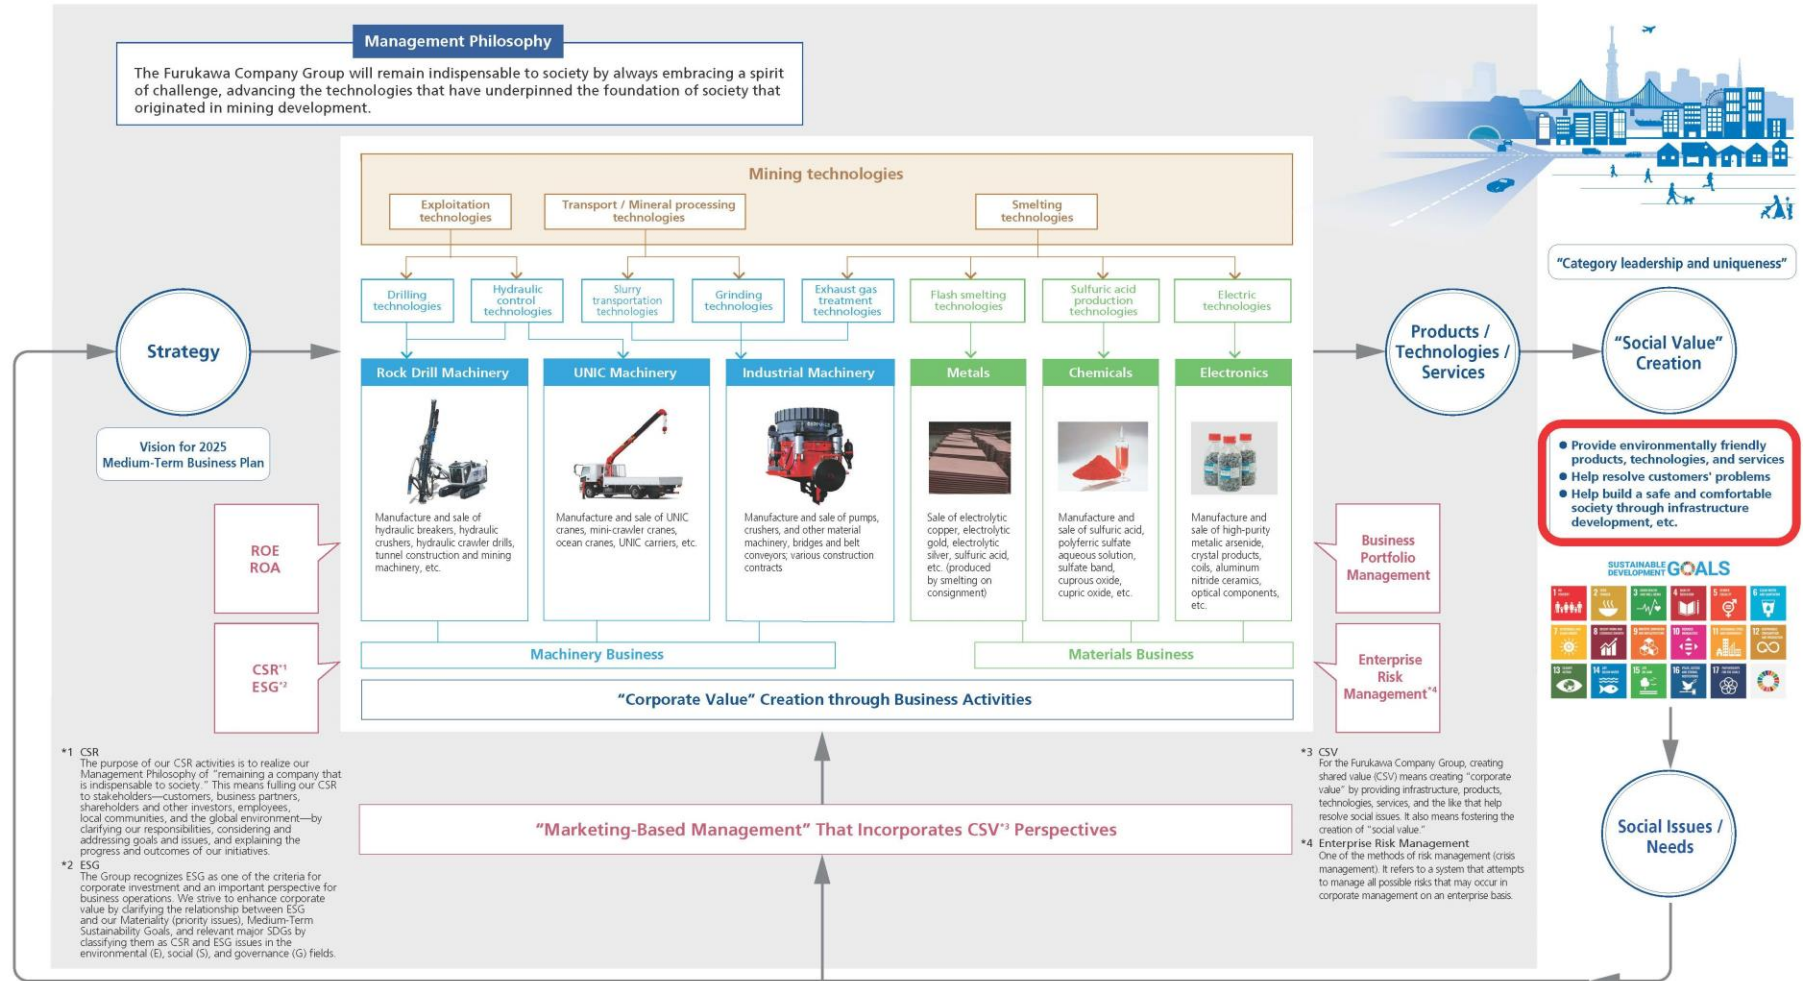 Management Philosophy
The Furukawa Company Group will remain indispensable to society by always embracing a spirit
of challenge, advancing the technologies that have underpinned the foundation of society that
originated in mining development.
Mining technologies
Exploitation
technologies
Transport / Mineral processing
technologies
Smelting
technologies
Drilling
technologies
Hydraulic
control
technologies
Slurry
transportation
technologies
Grinding
technologies
Exhaust gas
treatment
technologies
Flash smelting
technologies
Sulfuric acid
production
technologies
Electric
technologies
Strategy
Vision for 2025
Medium-Term Business Plan
Rock Drill Machinery
Manufacture and sale of
hydraulic breakers, hydraulic
crushers, hydraulic crawler drills,
tunnel construction and mining
machinery, etc.
UNIC Machinery
Manufacture and sale of UNIC
cranes, mini-crawler cranes,
ocean cranes, UNIC carriers, etc.
Industrial Machinery
Manufacture and sale of pumps,
crushers, and other material
machinery, bridges and belt
conveyors; various construction
contracts
Metals
Sale of electrolytic
copper, electrolytic
gold, electrolytic
silver, sulfuric acid,
etc. (produced
by smelting on
consignment)
Chemicals
Manufacture and
sale of sulfuric acid,
polyferric sulfate
aqueous solution,
sulfate band,
cuprous oxide,
cupric oxide, etc.
Electronics
Manufacture and
sale of high-purity
metalic arsenide,
crystal products,
coils, aluminum
nitride ceramics,
optical components,
etc.
Machinery Business
Materials Business
"Corporate Value" Creation through Business Activities
ROE
ROA
CSR*1
ESG*2
Business
Portfolio
Management
Enterprise
Risk
Management*4
"Marketing-Based Management" That Incorporates CSV*3 Perspectives
*1 CSR
The purpose of our CSR activities is to realize our
Management Philosophy of "remaining a company that
is indispensable to society." This means fulling our CSR
to stakeholders—customers, business partners,
shareholders and other investors, employees,
local communities, and the global environment—by
clarifying our responsibilities, considering and
addressing goals and issues, and explaining the
progress and outcomes of our initiatives.
*2 ESG
The Group recognizes ESG as one of the criteria for
corporate investment and an important perspective for
business operations. We strive to enhance corporate
value by clarifying the relationship between ESG
and our Materiality (priority issues), Medium-Term
Sustainability Goals, and relevant major SDGs by
classifying them as CSR and ESG issues in the
environmental (E), social (S), and governance (G) fields.
*3 CSV
For the Furukawa Company Group, creating
shared value (CSV) means creating "corporate
value" by providing infrastructure, products,
technologies, services, and the like that help
resolve social issues. It also means fostering the
creation of "social value."
*4 Enterprise Risk Management
One of the methods of risk management (crisis
management). It refers to a system that attempts
to manage all possible risks that may occur in
corporate management on an enterprise basis.
Products /
Technologies /
Services
"Category leadership and uniqueness"
"Social Value"
Creation
● Provide environmentally friendly
products, technologies, and services
● Help resolve customers' problems
● Help build a safe and comfortable
society through infrastructure
development, etc.
SUSTAINABLE
DEVELOPMENT GOALS
1
2
3
4
5
6
7
8
9
10
11
12
13
14
15
16
17
Social Issues /
Needs